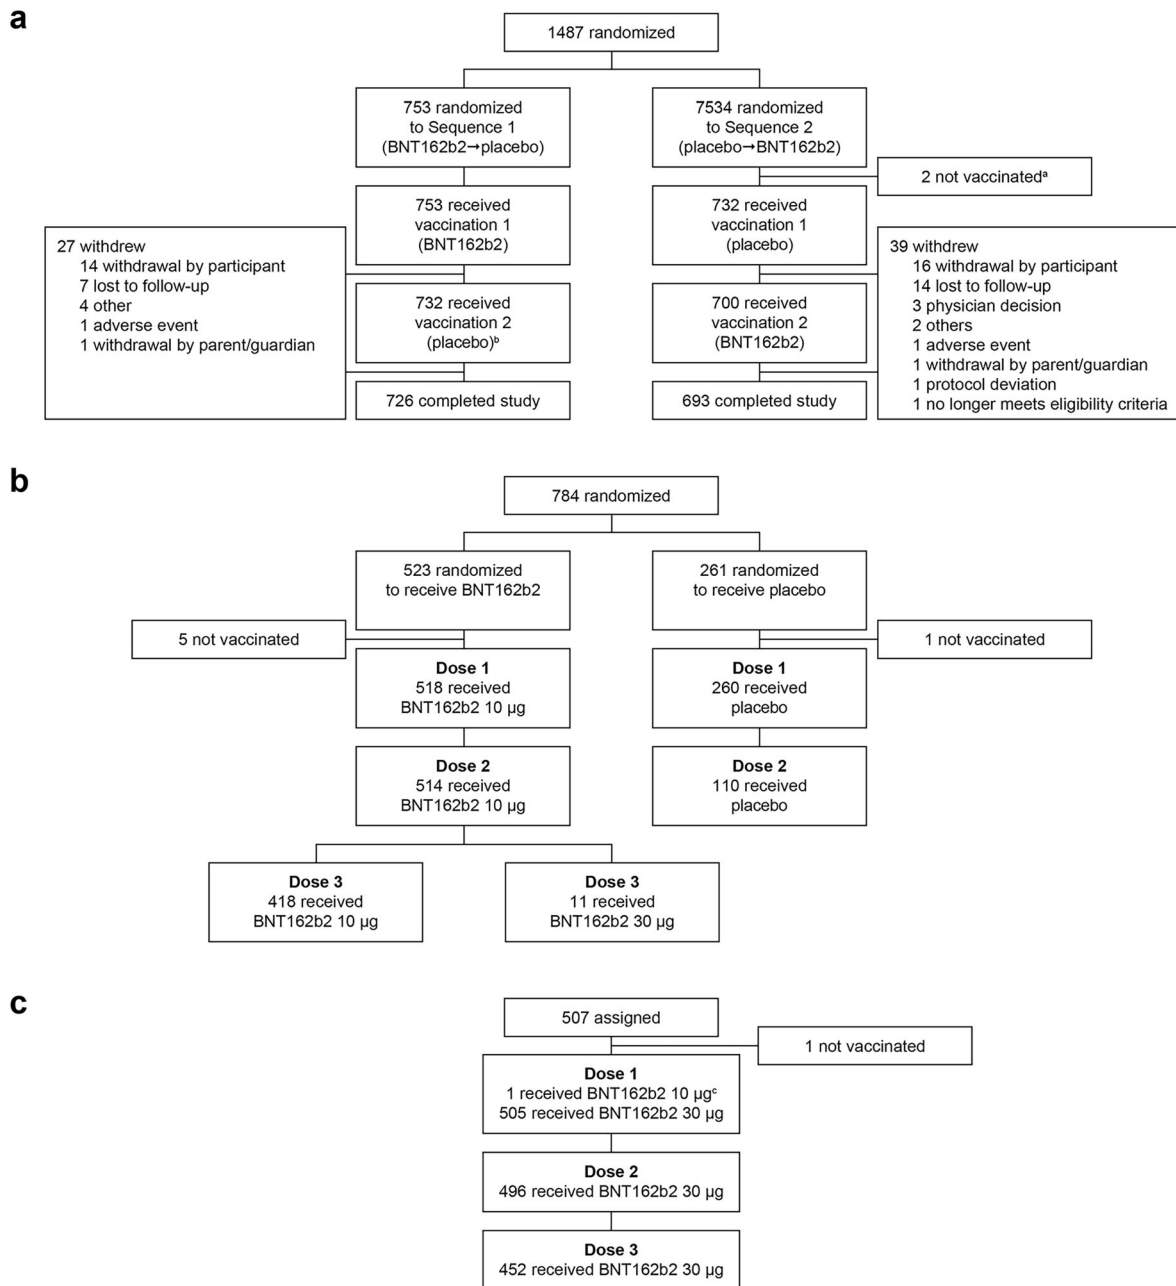 a
1487 randomized
753 randomized
to Sequence 1
(BNT162b2→placebo)
7534 randomized
to Sequence 2
(placebo→BNT162b2)
2 not vaccinatedᵃ
753 received
vaccination 1
(BNT162b2)
732 received
vaccination 1
(placebo)
27 withdrew
14 withdrawal by participant
7 lost to follow-up
4 other
1 adverse event
1 withdrawal by parent/guardian
39 withdrew
16 withdrawal by participant
14 lost to follow-up
3 physician decision
2 others
1 adverse event
1 withdrawal by parent/guardian
1 protocol deviation
1 no longer meets eligibility criteria
732 received
vaccination 2
(placebo)ᵇ
700 received
vaccination 2
(BNT162b2)
726 completed study
693 completed study
b
784 randomized
523 randomized
to receive BNT162b2
261 randomized
to receive placebo
5 not vaccinated
1 not vaccinated
Dose 1
518 received
BNT162b2 10 µg
Dose 1
260 received
placebo
Dose 2
514 received
BNT162b2 10 µg
Dose 2
110 received
placebo
Dose 3
418 received
BNT162b2 10 µg
Dose 3
11 received
BNT162b2 30 µg
c
507 assigned
1 not vaccinated
Dose 1
1 received BNT162b2 10 µgᶜ
505 received BNT162b2 30 µg
Dose 2
496 received BNT162b2 30 µg
Dose 3
452 received BNT162b2 30 µg